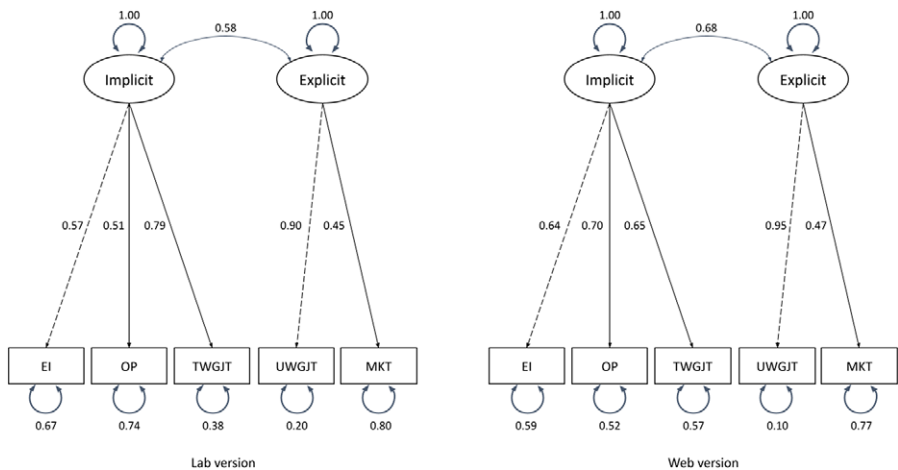 1.00 1.00 1.00 1.00
0.58 0.68
Implicit Explicit Implicit Explicit
0.57 0.51 0.79 0.90 0.45 0.64 0.70 0.65 0.95 0.47
EI OP TWGJT UWGJT MKT EI OP TWGJT UWGJT MKT
0.67 0.74 0.38 0.20 0.80 0.59 0.52 0.57 0.10 0.77
Lab version Web version